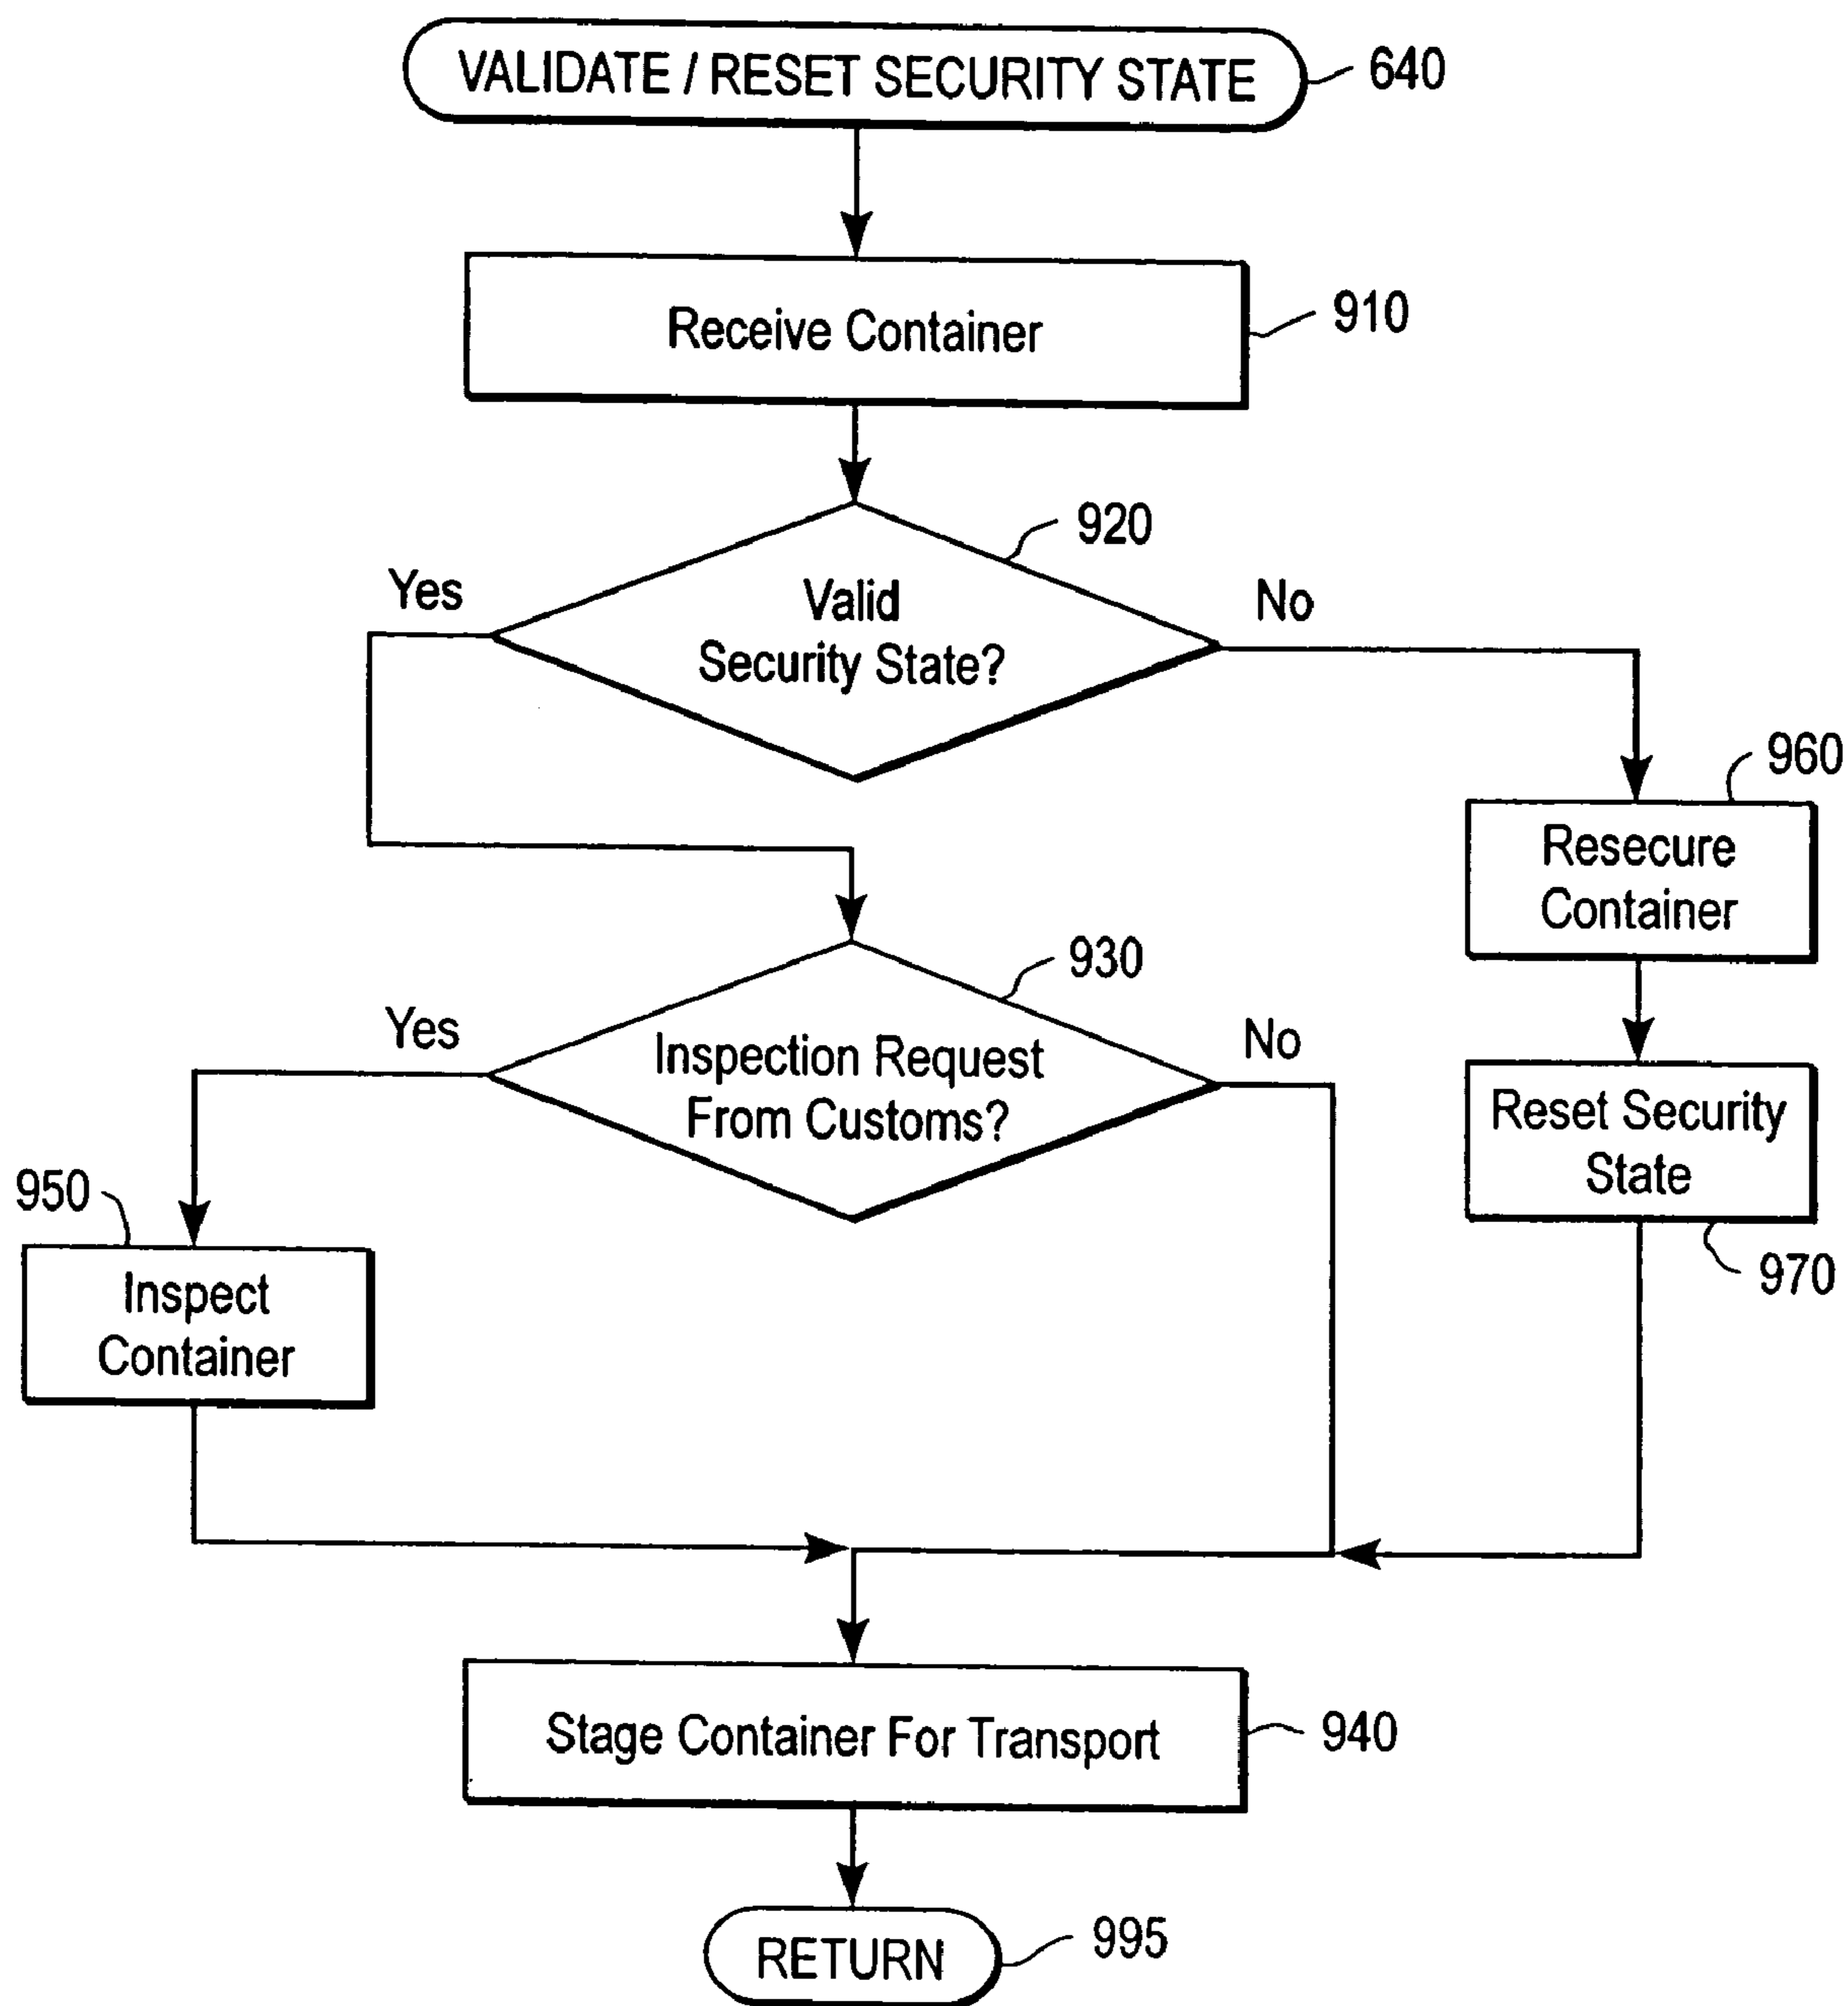 VALIDATE / RESET SECURITY STATE
640
Receive Container
910
920
Yes
Valid
Security State?
No
960
Resecure
Container
930
Yes
Inspection Request
From Customs?
No
Reset Security
State
970
950
Inspect
Container
Stage Container For Transport
940
RETURN
995